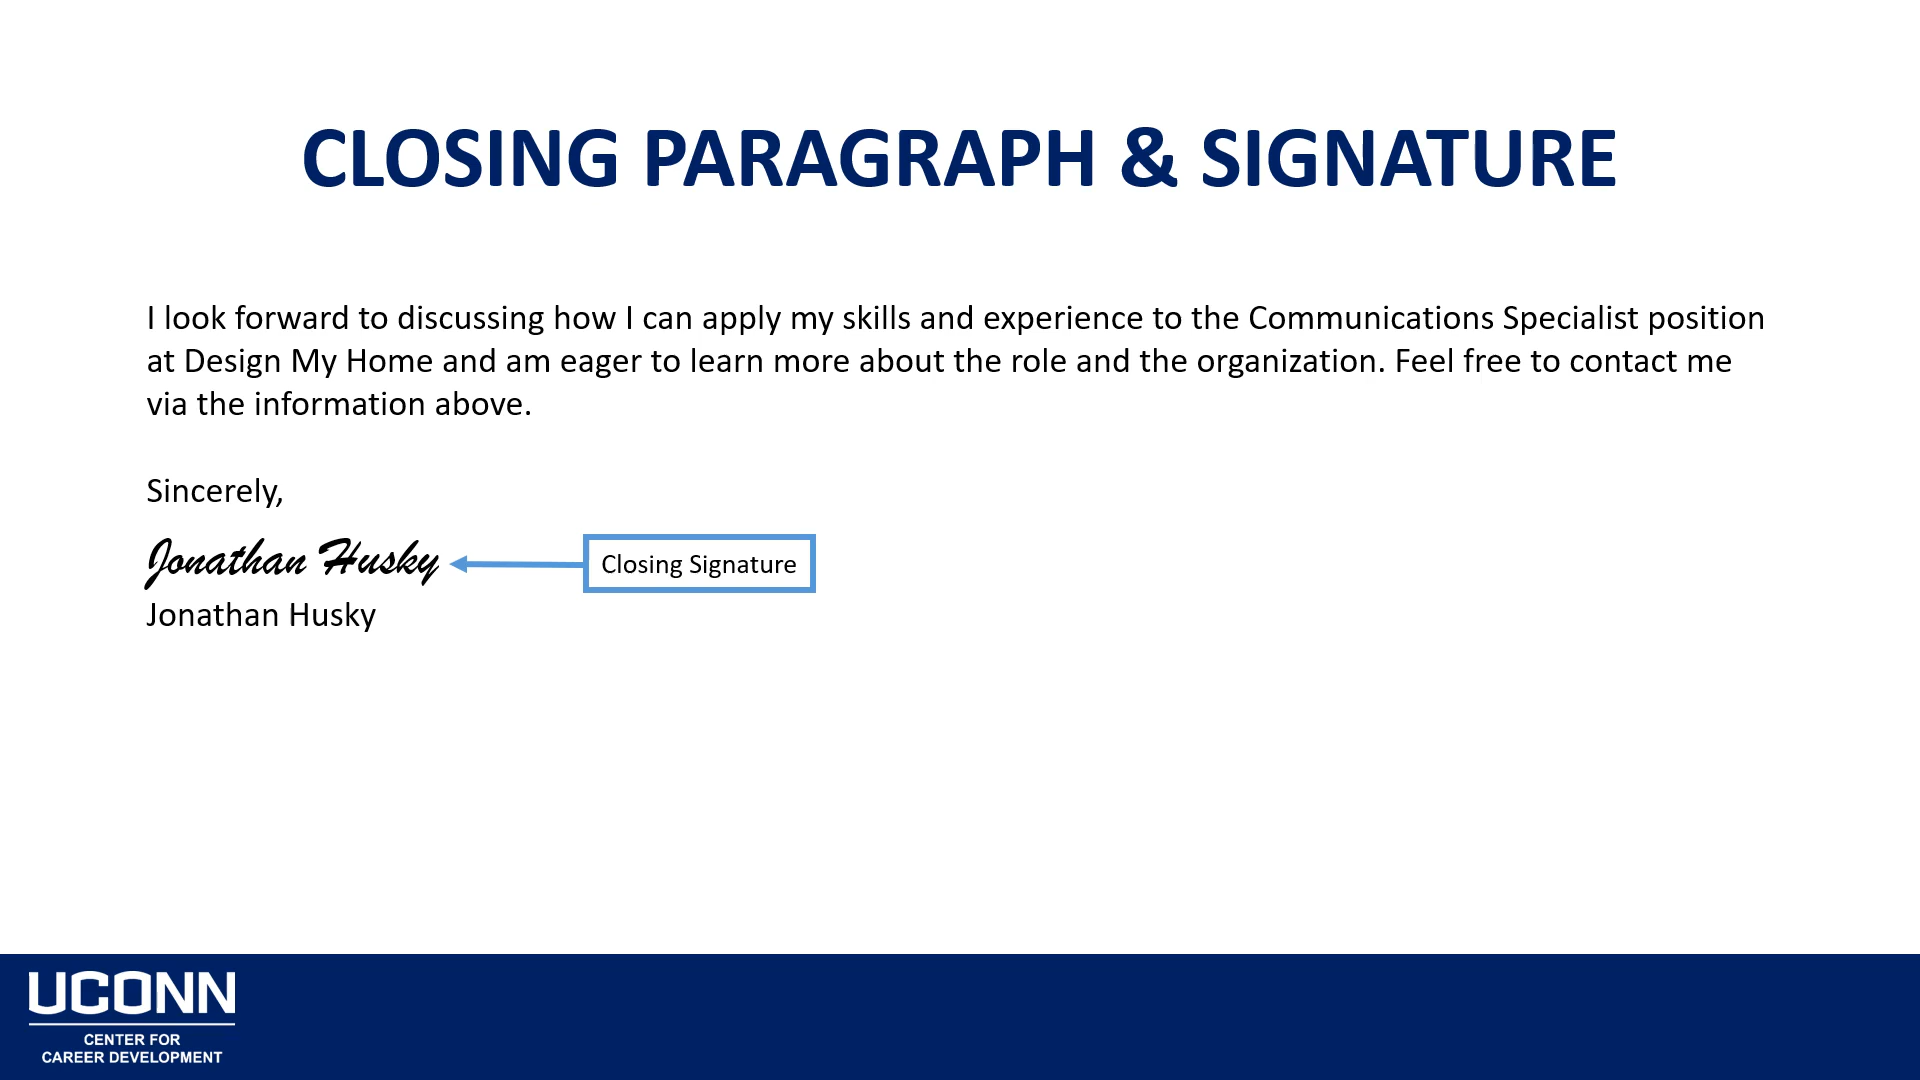 CLOSING PARAGRAPH & SIGNATURE
I look forward to discussing how I can apply my skills and experience to the Communications Specialist position
at Design My Home and am eager to learn more about the role and the organization. Feel free to contact me
via the information above.
Sincerely,
Jonathan Husky
Closing Signature
Jonathan Husky
UCONN
CENTER FOR
CAREER DEVELOPMENT